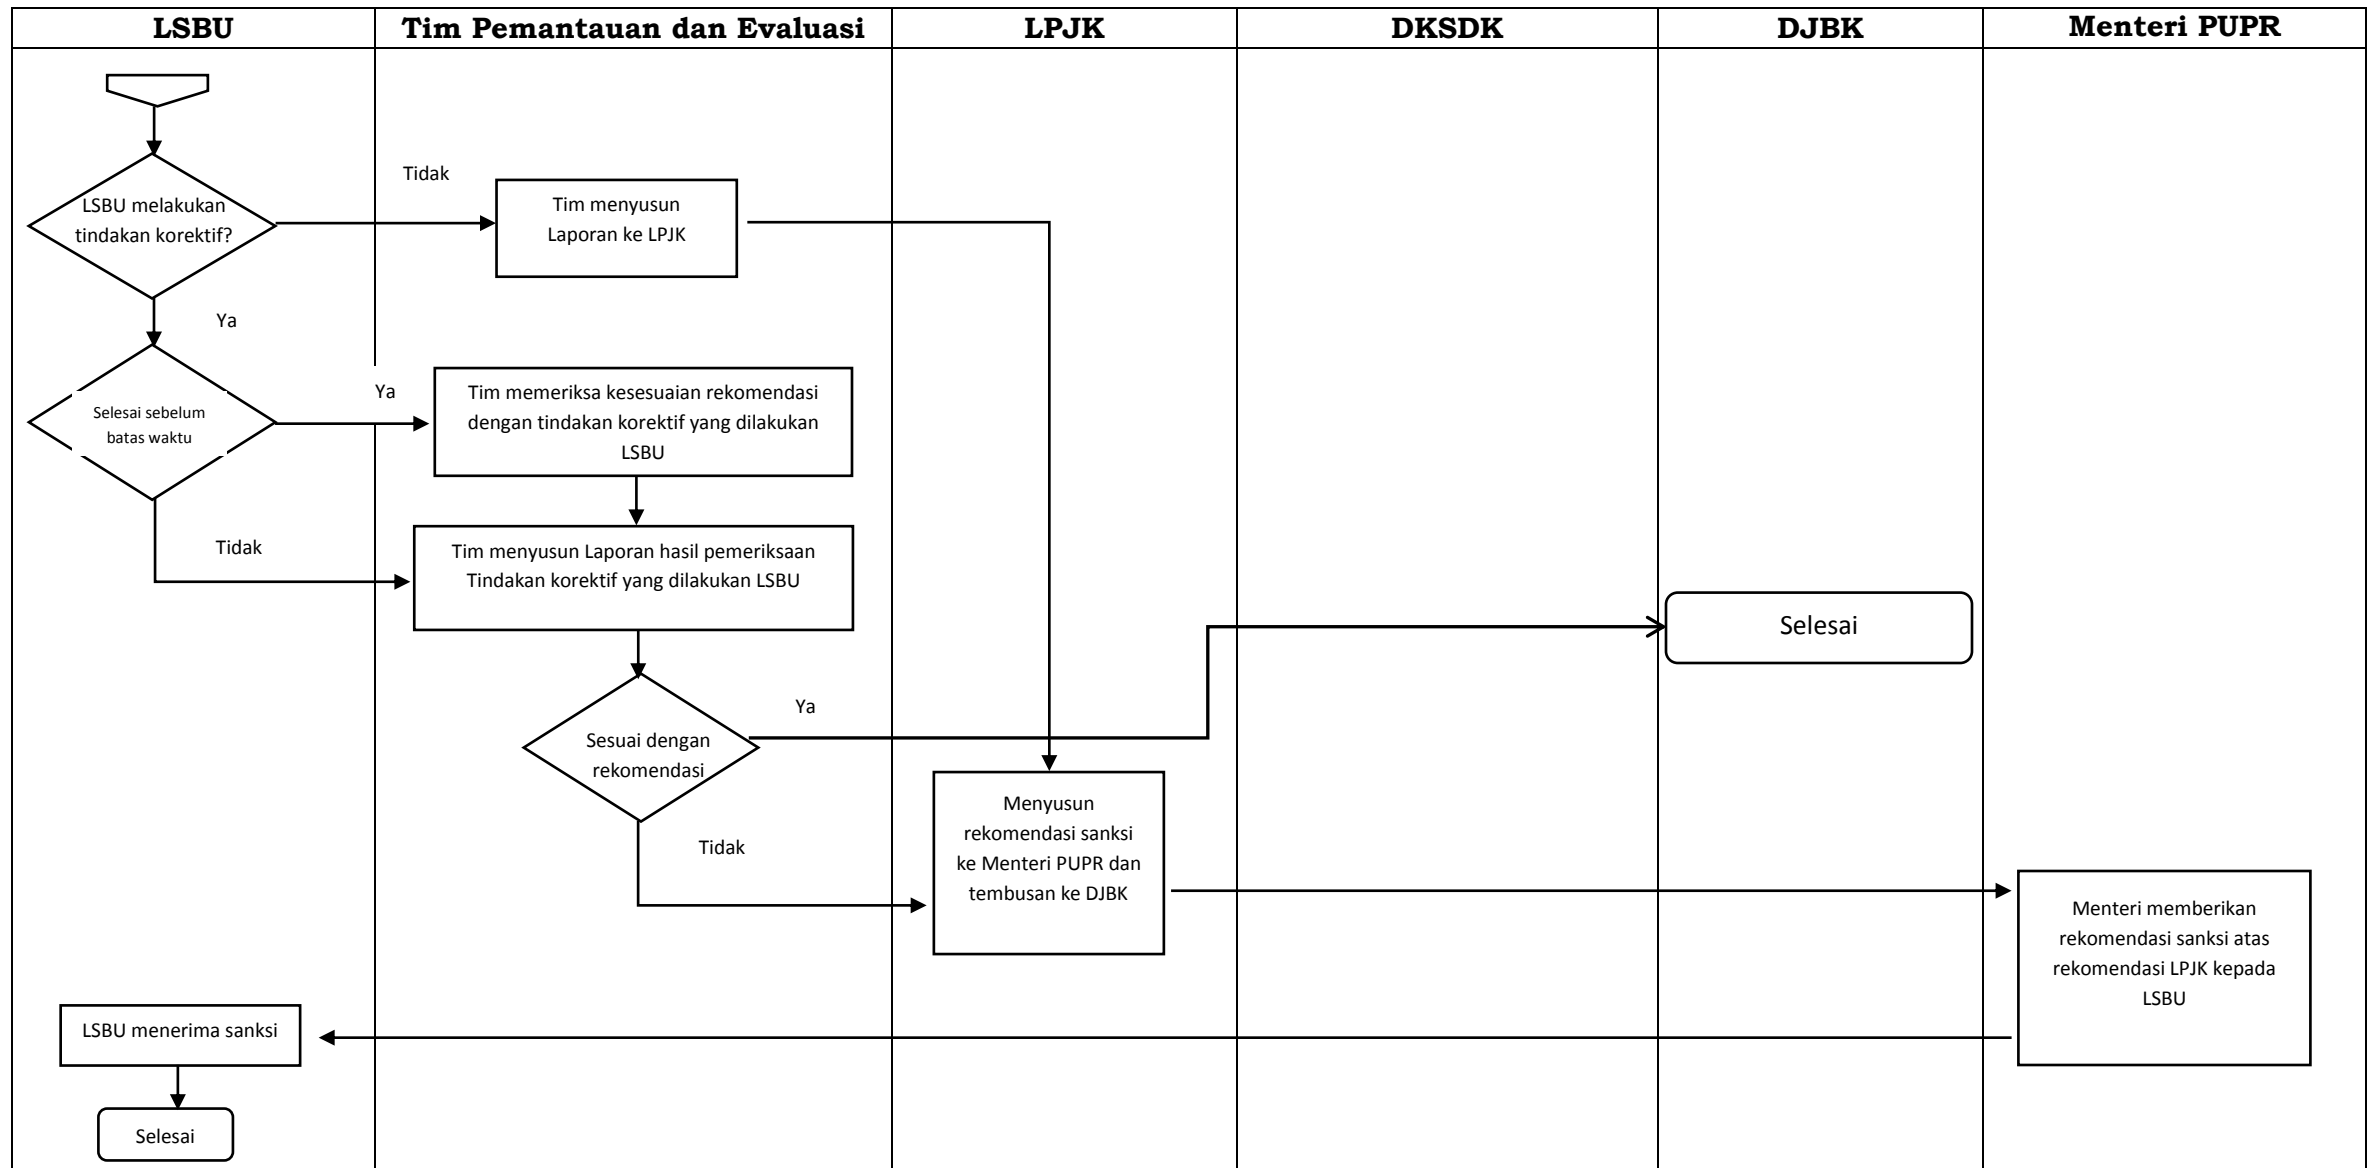 LSBU
Tim Pemantauan dan Evaluasi
LPJK
DKSDK
DJBK
Menteri PUPR
LSBU melakukan
tindakan korektif?
Tidak
Tim menyusun
Laporan ke LPJK
Ya
Selesai sebelum
batas waktu
Ya
Tim memeriksa kesesuaian rekomendasi
dengan tindakan korektif yang dilakukan
LSBU
Tidak
Tim menyusun Laporan hasil pemeriksaan
Tindakan korektif yang dilakukan LSBU
Selesai
Sesuai dengan
rekomendasi
Ya
Tidak
Menyusun
rekomendasi sanksi
ke Menteri PUPR dan
tembusan ke DJBK
Menteri memberikan
rekomendasi sanksi atas
rekomendasi LPJK kepada
LSBU
LSBU menerima sanksi
Selesai